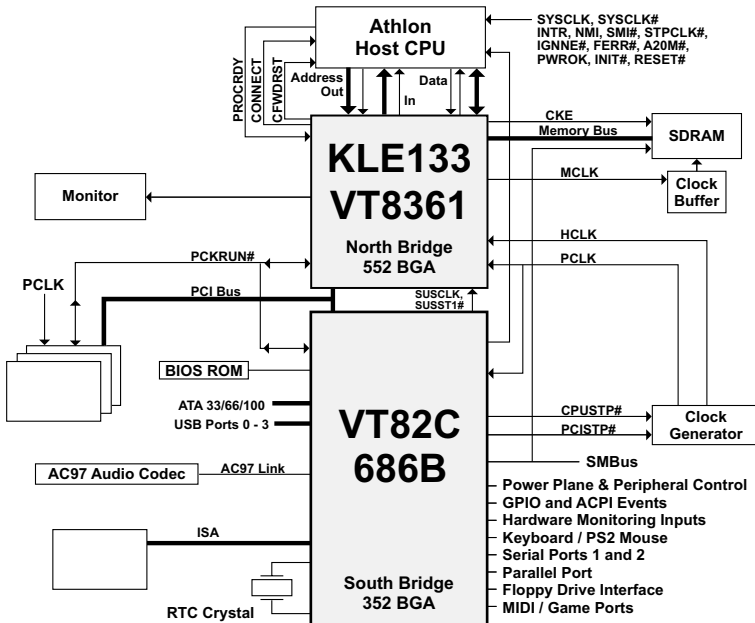 Athlon
Host CPU
SYSCLK, SYSCLK#
INTR, NMI, SMI#, STPCLK#,
IGNNE#, FERR#, A20M#,
PWROK, INIT#, RESET#
PROCRDY
CONNECT
CFWDRST
Address
Out
In
Data
KLE133
VT8361
North Bridge
552 BGA
CKE
Memory Bus
SDRAM
MCLK
Clock
Buffer
Monitor
HCLK
PCLK
PCKRUN#
PCLK
PCI Bus
SUSCLK,
SUSST1#
BIOS ROM
ATA 33/66/100
USB Ports 0 - 3
VT82C
686B
South Bridge
352 BGA
CPUSTP#
PCISTP#
Clock
Generator
SMBus
AC97 Audio Codec
AC97 Link
ISA
RTC Crystal
Power Plane & Peripheral Control
GPIO and ACPI Events
Hardware Monitoring Inputs
Keyboard / PS2 Mouse
Serial Ports 1 and 2
Parallel Port
Floppy Drive Interface
MIDI / Game Ports